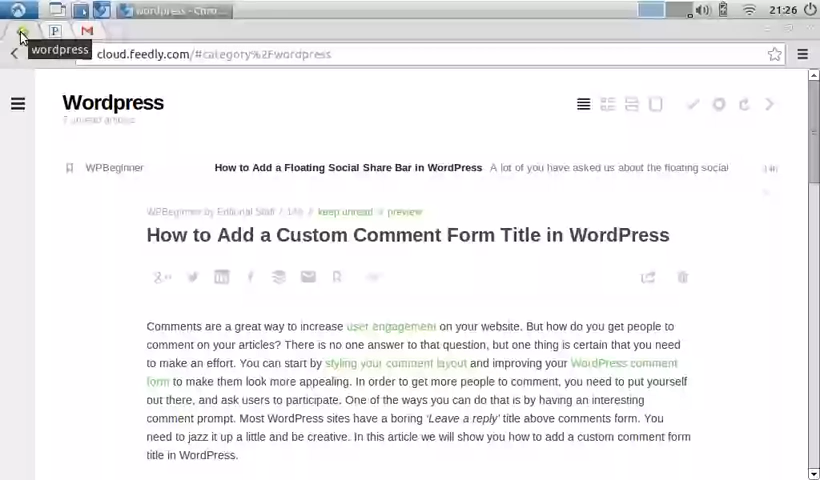 wordpress - Chro...
21:26
wordpress
cloud.feedly.com/#category%2Fwordpress
Wordpress
7 unread articles
WPBeginner How to Add a Floating Social Share Bar in WordPress A lot of you have asked us about the floating social
WPBeginner by Editorial Staff / 14h // keep unread // preview
How to Add a Custom Comment Form Title in WordPress
Comments are a great way to increase user engagement on your website. But how do you get people to
comment on your articles? There is no one answer to that question, but one thing is certain that you need
to make an effort. You can start by styling your comment layout and improving your WordPress comment
form to make them look more appealing. In order to get more people to comment, you need to put yourself
out there, and ask users to participate. One of the ways you can do that is by having an interesting
comment prompt. Most WordPress sites have a boring ‘Leave a reply’ title above comments form. You
need to jazz it up a little and be creative. In this article we will show you how to add a custom comment form
title in WordPress.